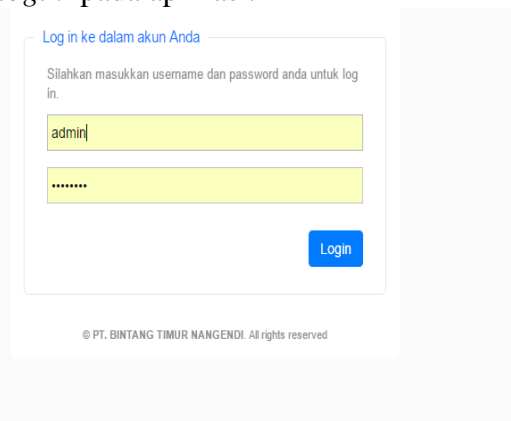 Log in ke dalam akun Anda
Silahkan masukkan username dan password anda untuk log
in.
admin
••••••••
Login
© PT. BINTANG TIMUR NANGENDI. All rights reserved